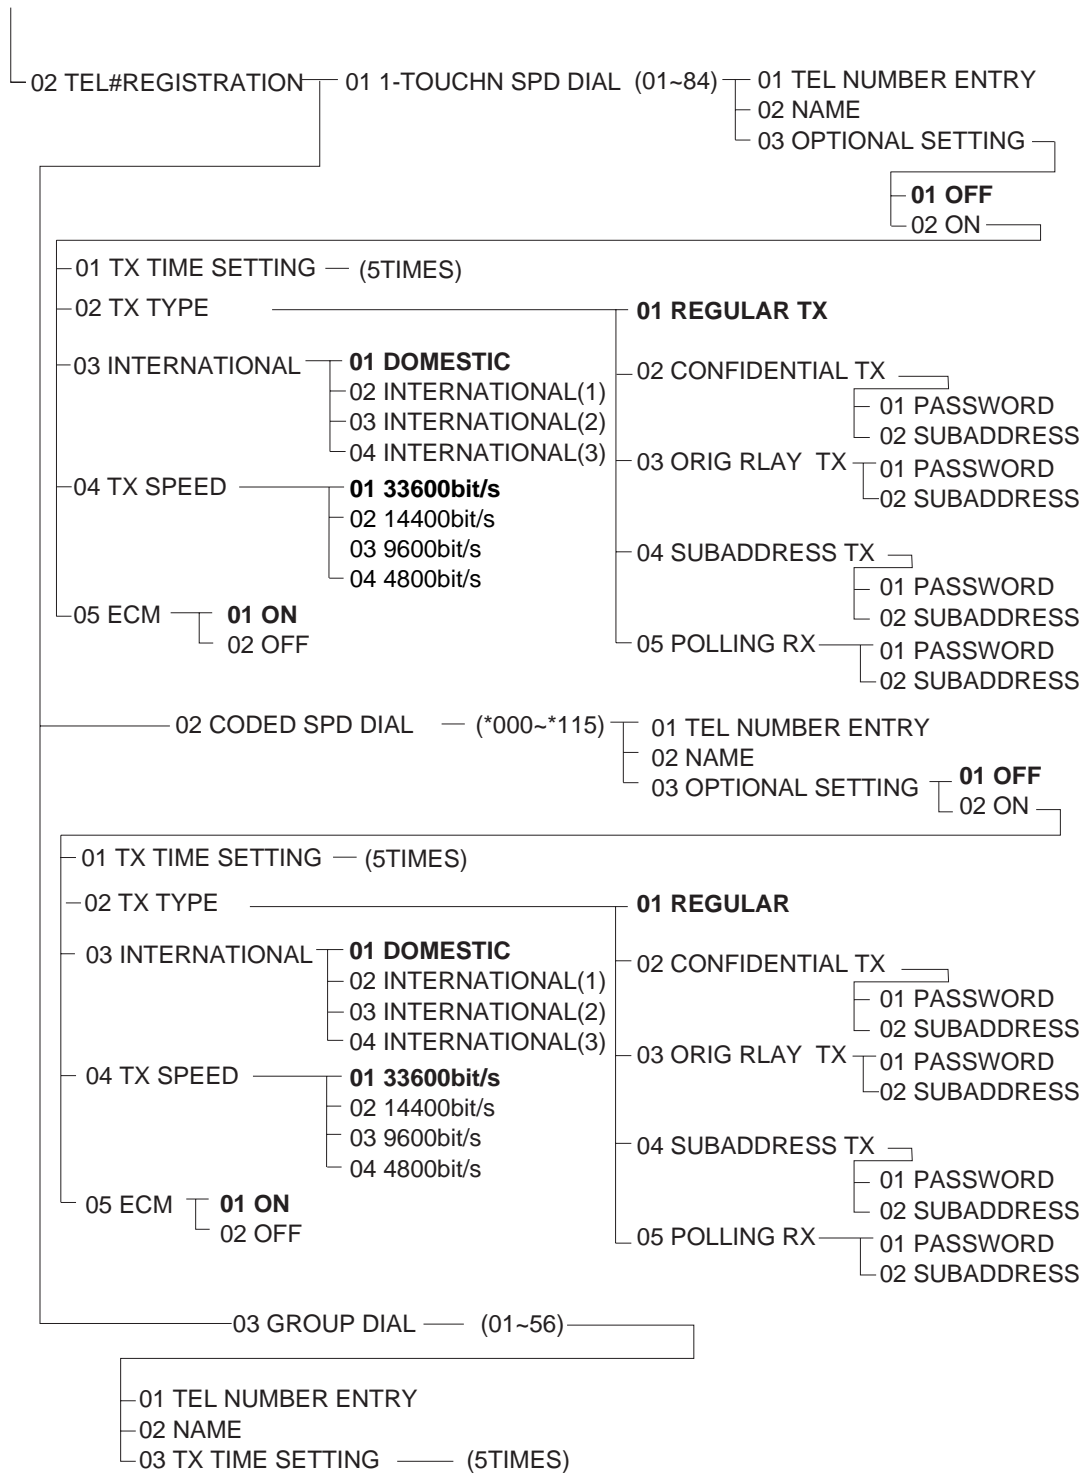 02 TEL#REGISTRATION 01 1-TOUCHN SPD DIAL (01~84) 01 TEL NUMBER ENTRY
02 NAME
03 OPTIONAL SETTING
01 OFF
02 ON
01 TX TIME SETTING (5TIMES)
02 TX TYPE 01 REGULAR TX
03 INTERNATIONAL 01 DOMESTIC 02 CONFIDENTIAL TX
02 INTERNATIONAL(1) 01 PASSWORD
03 INTERNATIONAL(2) 02 SUBADDRESS
04 INTERNATIONAL(3) 03 ORIG RLAY TX 01 PASSWORD
04 TX SPEED 01 33600bit/s 02 SUBADDRESS
02 14400bit/s
03 9600bit/s 04 SUBADDRESS TX
04 4800bit/s 01 PASSWORD
05 ECM 01 ON 02 SUBADDRESS
02 OFF 05 POLLING RX 01 PASSWORD
02 SUBADDRESS
02 CODED SPD DIAL (*000~*115) 01 TEL NUMBER ENTRY
02 NAME
03 OPTIONAL SETTING 01 OFF
02 ON
01 TX TIME SETTING (5TIMES)
02 TX TYPE 01 REGULAR
03 INTERNATIONAL 01 DOMESTIC 02 CONFIDENTIAL TX
02 INTERNATIONAL(1) 01 PASSWORD
03 INTERNATIONAL(2) 02 SUBADDRESS
04 INTERNATIONAL(3) 03 ORIG RLAY TX 01 PASSWORD
04 TX SPEED 01 33600bit/s 02 SUBADDRESS
02 14400bit/s
03 9600bit/s 04 SUBADDRESS TX
04 4800bit/s 01 PASSWORD
05 ECM 01 ON 02 SUBADDRESS
02 OFF 05 POLLING RX 01 PASSWORD
02 SUBADDRESS
03 GROUP DIAL (01~56)
01 TEL NUMBER ENTRY
02 NAME
03 TX TIME SETTING (5TIMES)